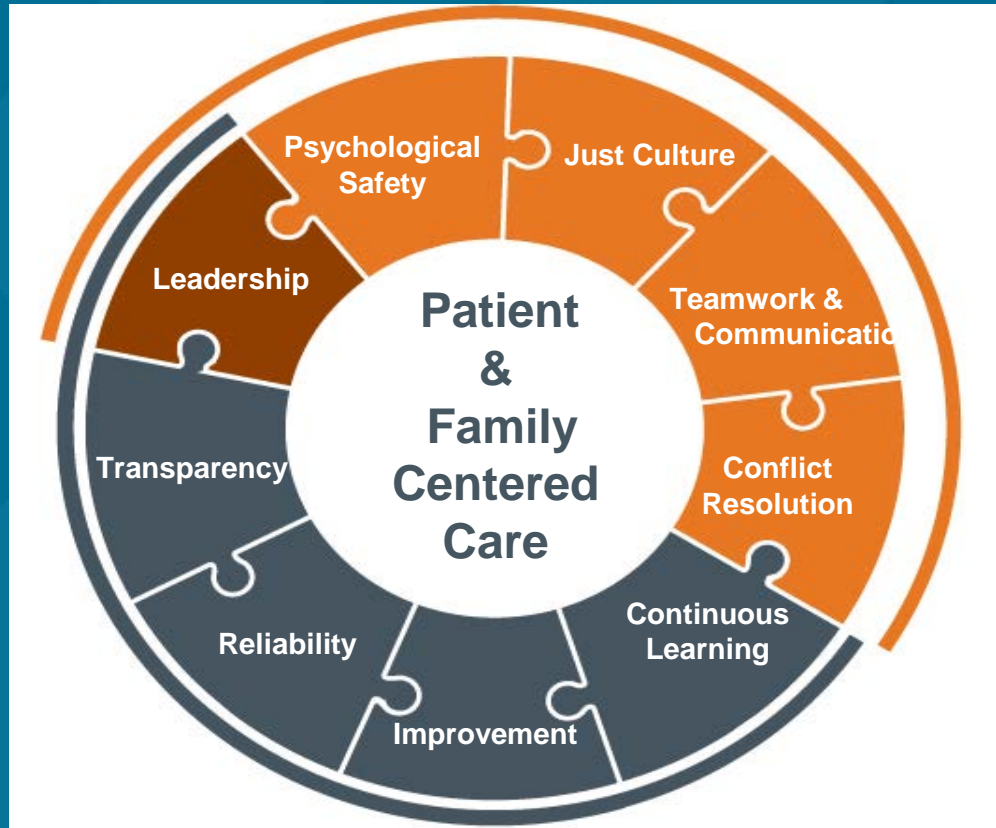 Patient
&
Family
Centered
Care
Psychological
Safety
Just Culture
Teamwork &
Communicatio
Conflict
Resolution
Continuous
Learning
Improvement
Reliability
Transparency
Leadership